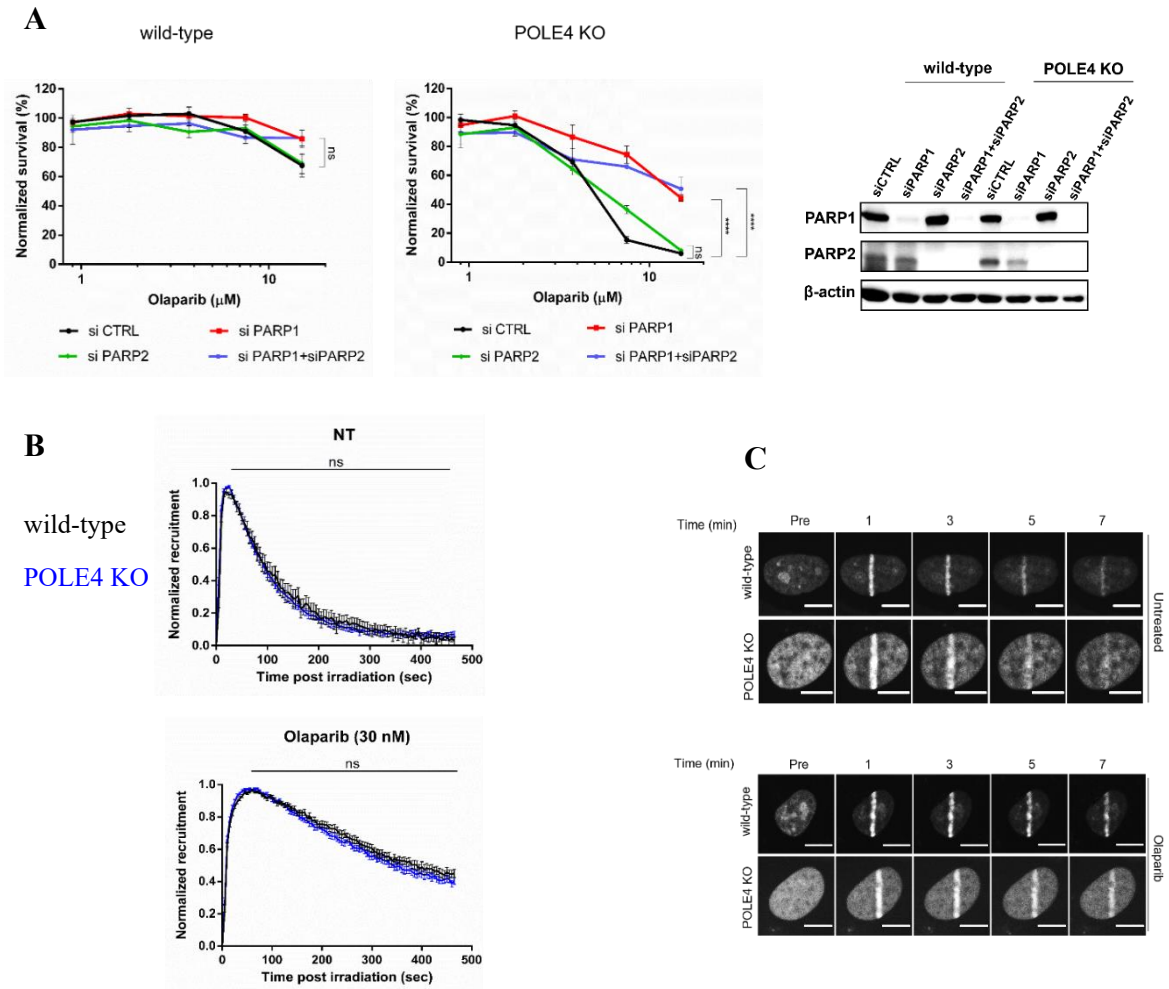 A
wild-type
Normalized survival (%)
120
100
80
60
40
20
0
1
10
ns
Olaparib (µM)
si CTRL
si PARP1
si PARP2
si PARP1+siPARP2
POLE4 KO
Normalized survival (%)
120
100
80
60
40
20
0
1
10
ns
****
****
Olaparib (µM)
si CTRL
si PARP1
si PARP2
si PARP1+siPARP2
wild-type
POLE4 KO
siCTRL
siPARP1
siPARP2
siPARP1+siPARP2
siCTRL
siPARP1
siPARP2
siPARP1+siPARP2
PARP1
PARP2
β-actin
B
wild-type
POLE4 KO
NT
ns
Normalized recruitment
1.0
0.8
0.6
0.4
0.2
0.0
0
100
200
300
400
500
Time post irradiation (sec)
Olaparib (30 nM)
ns
Normalized recruitment
1.0
0.8
0.6
0.4
0.2
0.0
0
100
200
300
400
500
Time post irradiation (sec)
C
Time (min)
Pre
1
3
5
7
wild-type
POLE4 KO
Untreated
Time (min)
Pre
1
3
5
7
wild-type
POLE4 KO
Olaparib